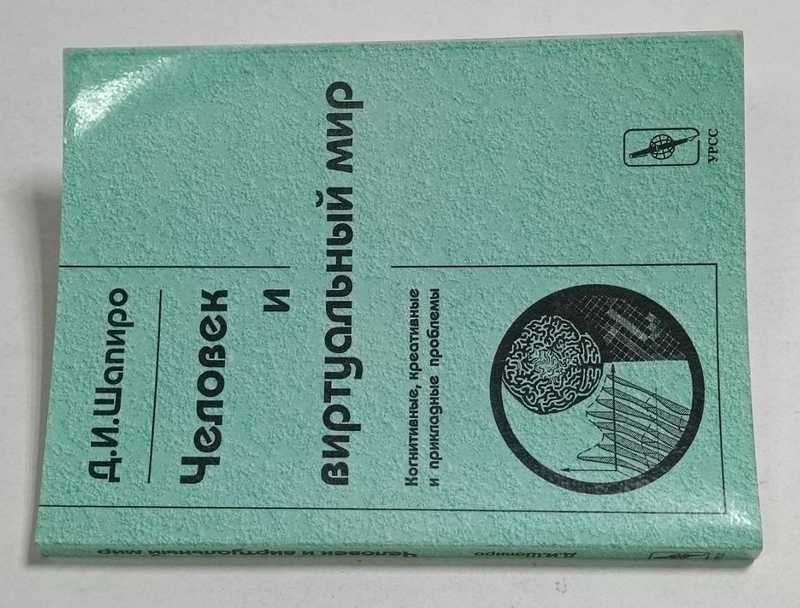 Д.И.Шапиро
Человек
и
виртуальный мир
Когнитивные, креативные
и прикладные проблемы
УРСС
Д.И.Шапиро
Человек и виртуальный мир